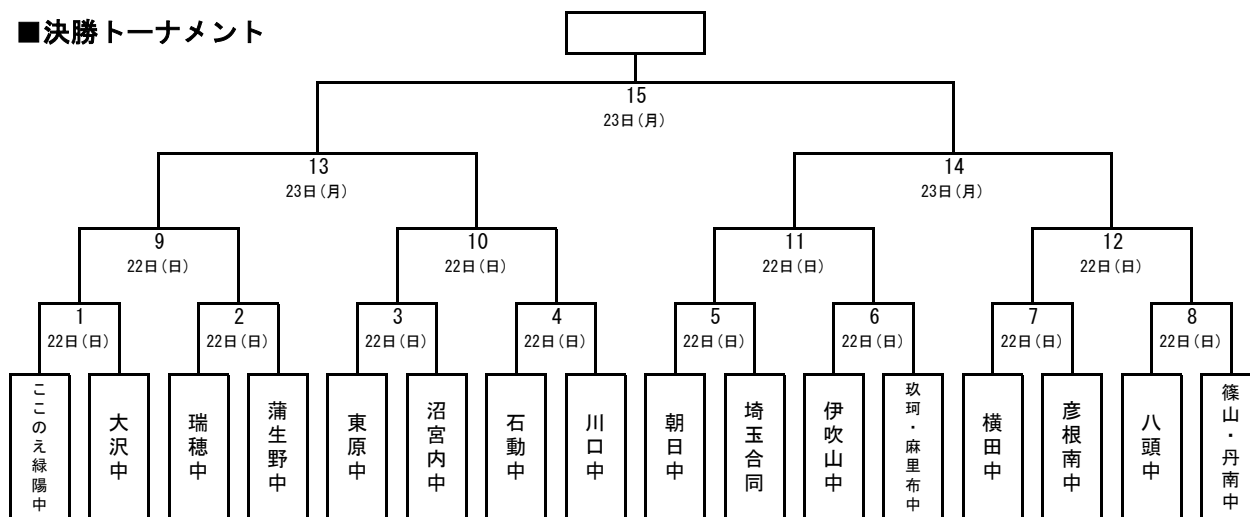 ■決勝トーナメント
15
23日(月)
13
23日(月)
14
23日(月)
9
22日(日)
10
22日(日)
11
22日(日)
12
22日(日)
1
22日(日)
2
22日(日)
3
22日(日)
4
22日(日)
5
22日(日)
6
22日(日)
7
22日(日)
8
22日(日)
ここのえ緑陽中
大沢中
瑞穂中
蒲生野中
東原中
沼宮内中
石動中
川口中
朝日中
埼玉合同
伊吹山中
玖珂・麻里布中
横田中
彦根南中
八頭中
篠山・丹南中